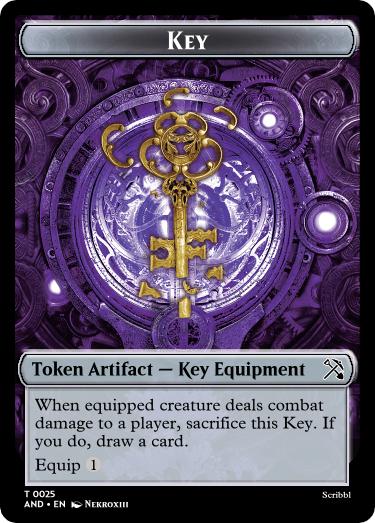 Key
Token Artifact — Key Equipment
When equipped creature deals combat
damage to a player, sacrifice this Key. If
you do, draw a card.
Equip 1
T 0025
AND • EN Nekroxiii
Scribbl